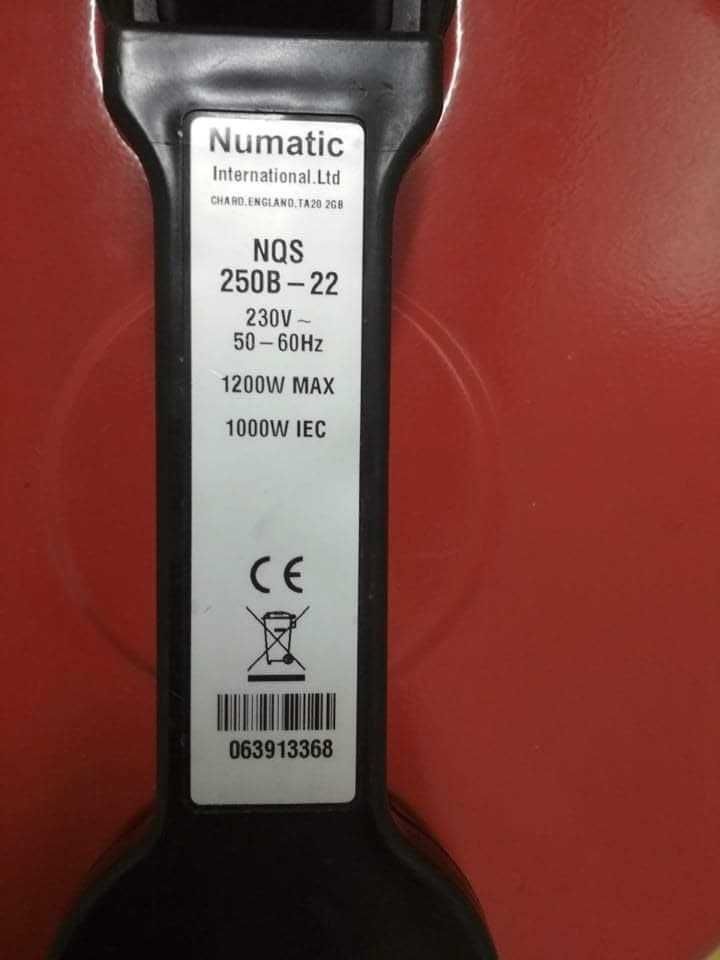 Numatic
International.Ltd
CHARD.ENGLAND.TA20 2GB
NQS
250B – 22
230V ~
50 – 60Hz
1200W MAX
1000W IEC
CE
063913368